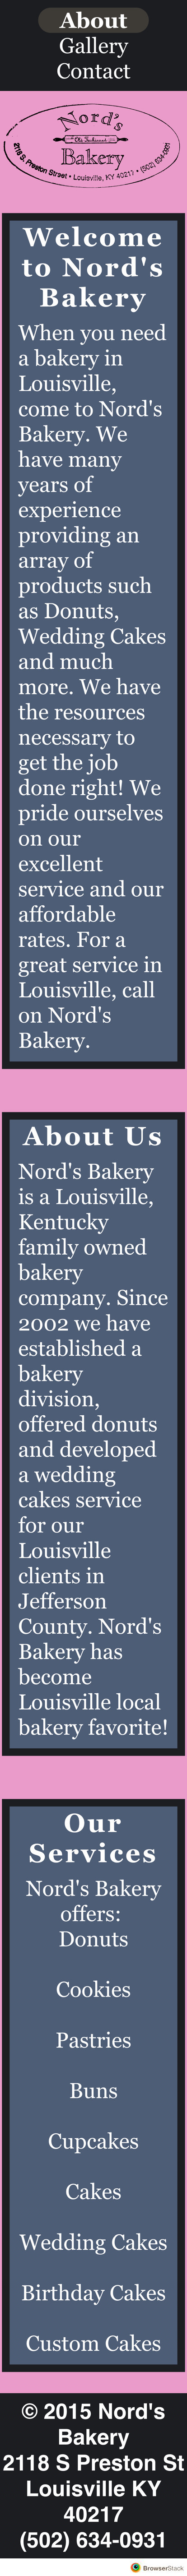 About
Gallery
Contact
Nord's
Old Fashioned
Bakery
2118 S. Preston Street • Louisville, KY 40217 • (502) 634-0931
Welcome
to Nord's
Bakery
When you need
a bakery in
Louisville,
come to Nord's
Bakery. We
have many
years of
experience
providing an
array of
products such
as Donuts,
Wedding Cakes
and much
more. We have
the resources
necessary to
get the job
done right! We
pride ourselves
on our
excellent
service and our
affordable
rates. For a
great service in
Louisville, call
on Nord's
Bakery.
About Us
Nord's Bakery
is a Louisville,
Kentucky
family owned
bakery
company. Since
2002 we have
established a
bakery
division,
offered donuts
and developed
a wedding
cakes service
for our
Louisville
clients in
Jefferson
County. Nord's
Bakery has
become
Louisville local
bakery favorite!
Our
Services
Nord's Bakery
offers:
Donuts
Cookies
Pastries
Buns
Cupcakes
Cakes
Wedding Cakes
Birthday Cakes
Custom Cakes
© 2015 Nord's
Bakery
2118 S Preston St
Louisville KY
40217
(502) 634-0931
BrowserStack